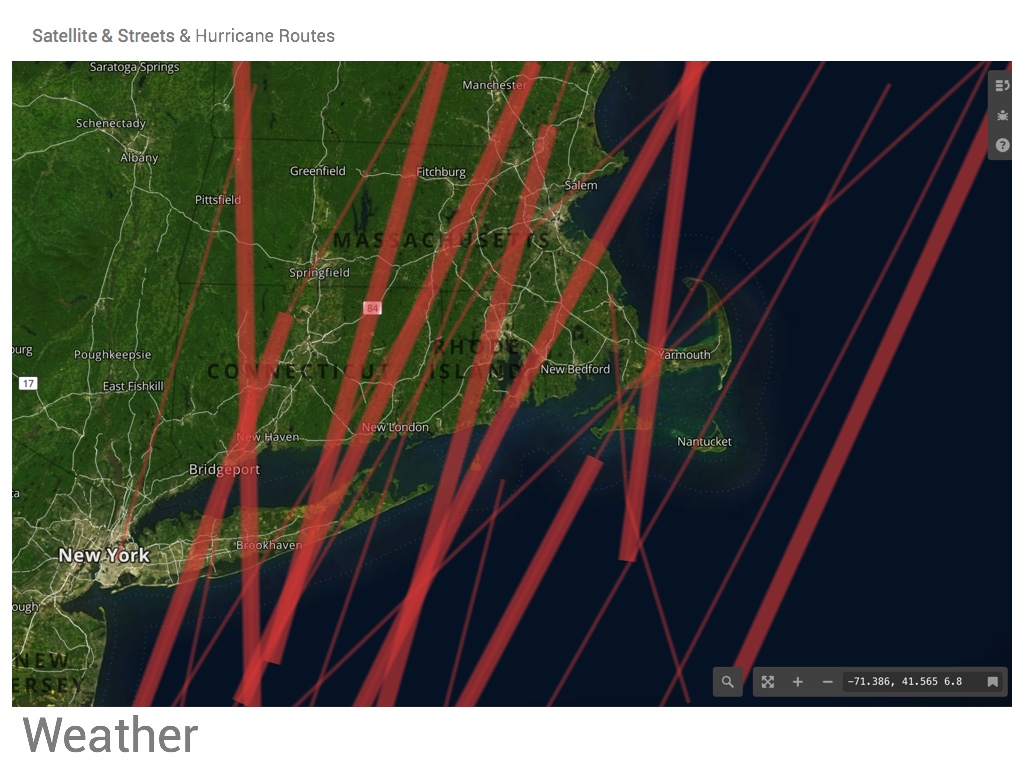 Satellite & Streets & Hurricane Routes
Saratoga Springs
Manchester
Schenectady
Albany
Greenfield
Fitchburg
Salem
Pittsfield
MASSACHUSETTS
Springfield
84
RHODE
ISLAND
burg
Poughkeepsie
Yarmouth
CONNECTICUT
New Bedford
17
East Fishkill
New London
New Haven
Nantucket
Bridgeport
Brookhaven
New York
ough
NEW
ERSEY
-71.386, 41.565 6.8
Weather